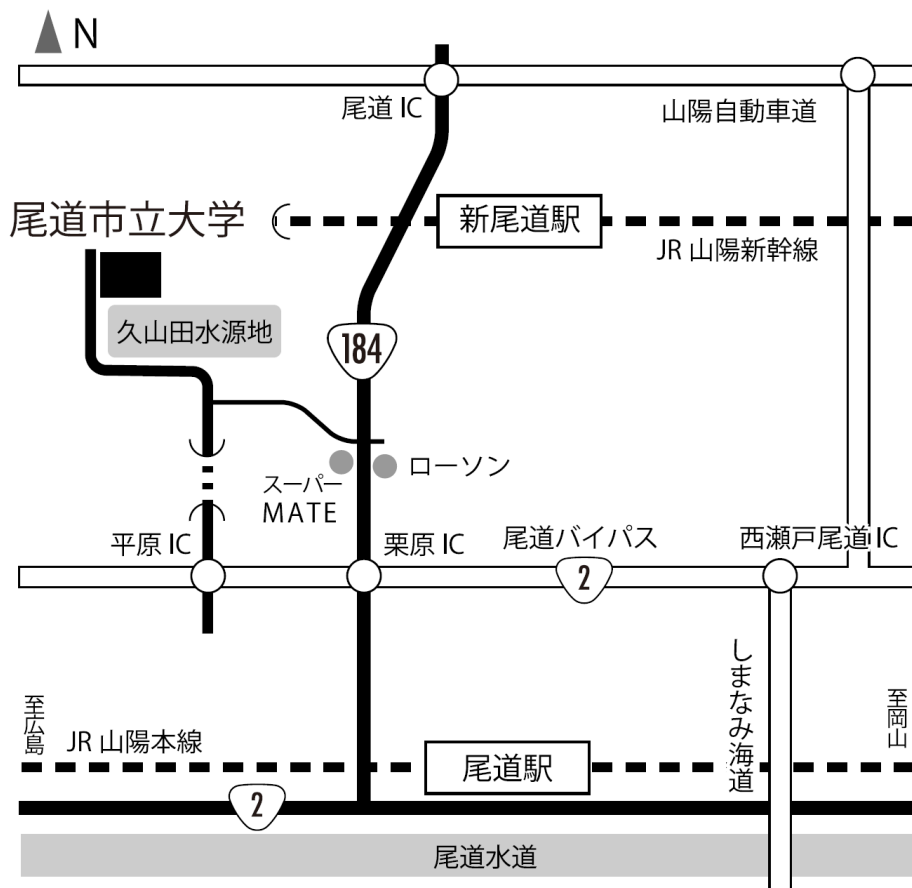 N
尾道 IC
山陽自動車道
尾道市立大学
新尾道駅
JR 山陽新幹線
久山田水源地
184
ローソン
スーパー
MATE
平原 IC
栗原 IC
尾道バイパス
西瀬戸尾道 IC
2
しまなみ海道
至広島
至岡山
JR 山陽本線
尾道駅
2
尾道水道